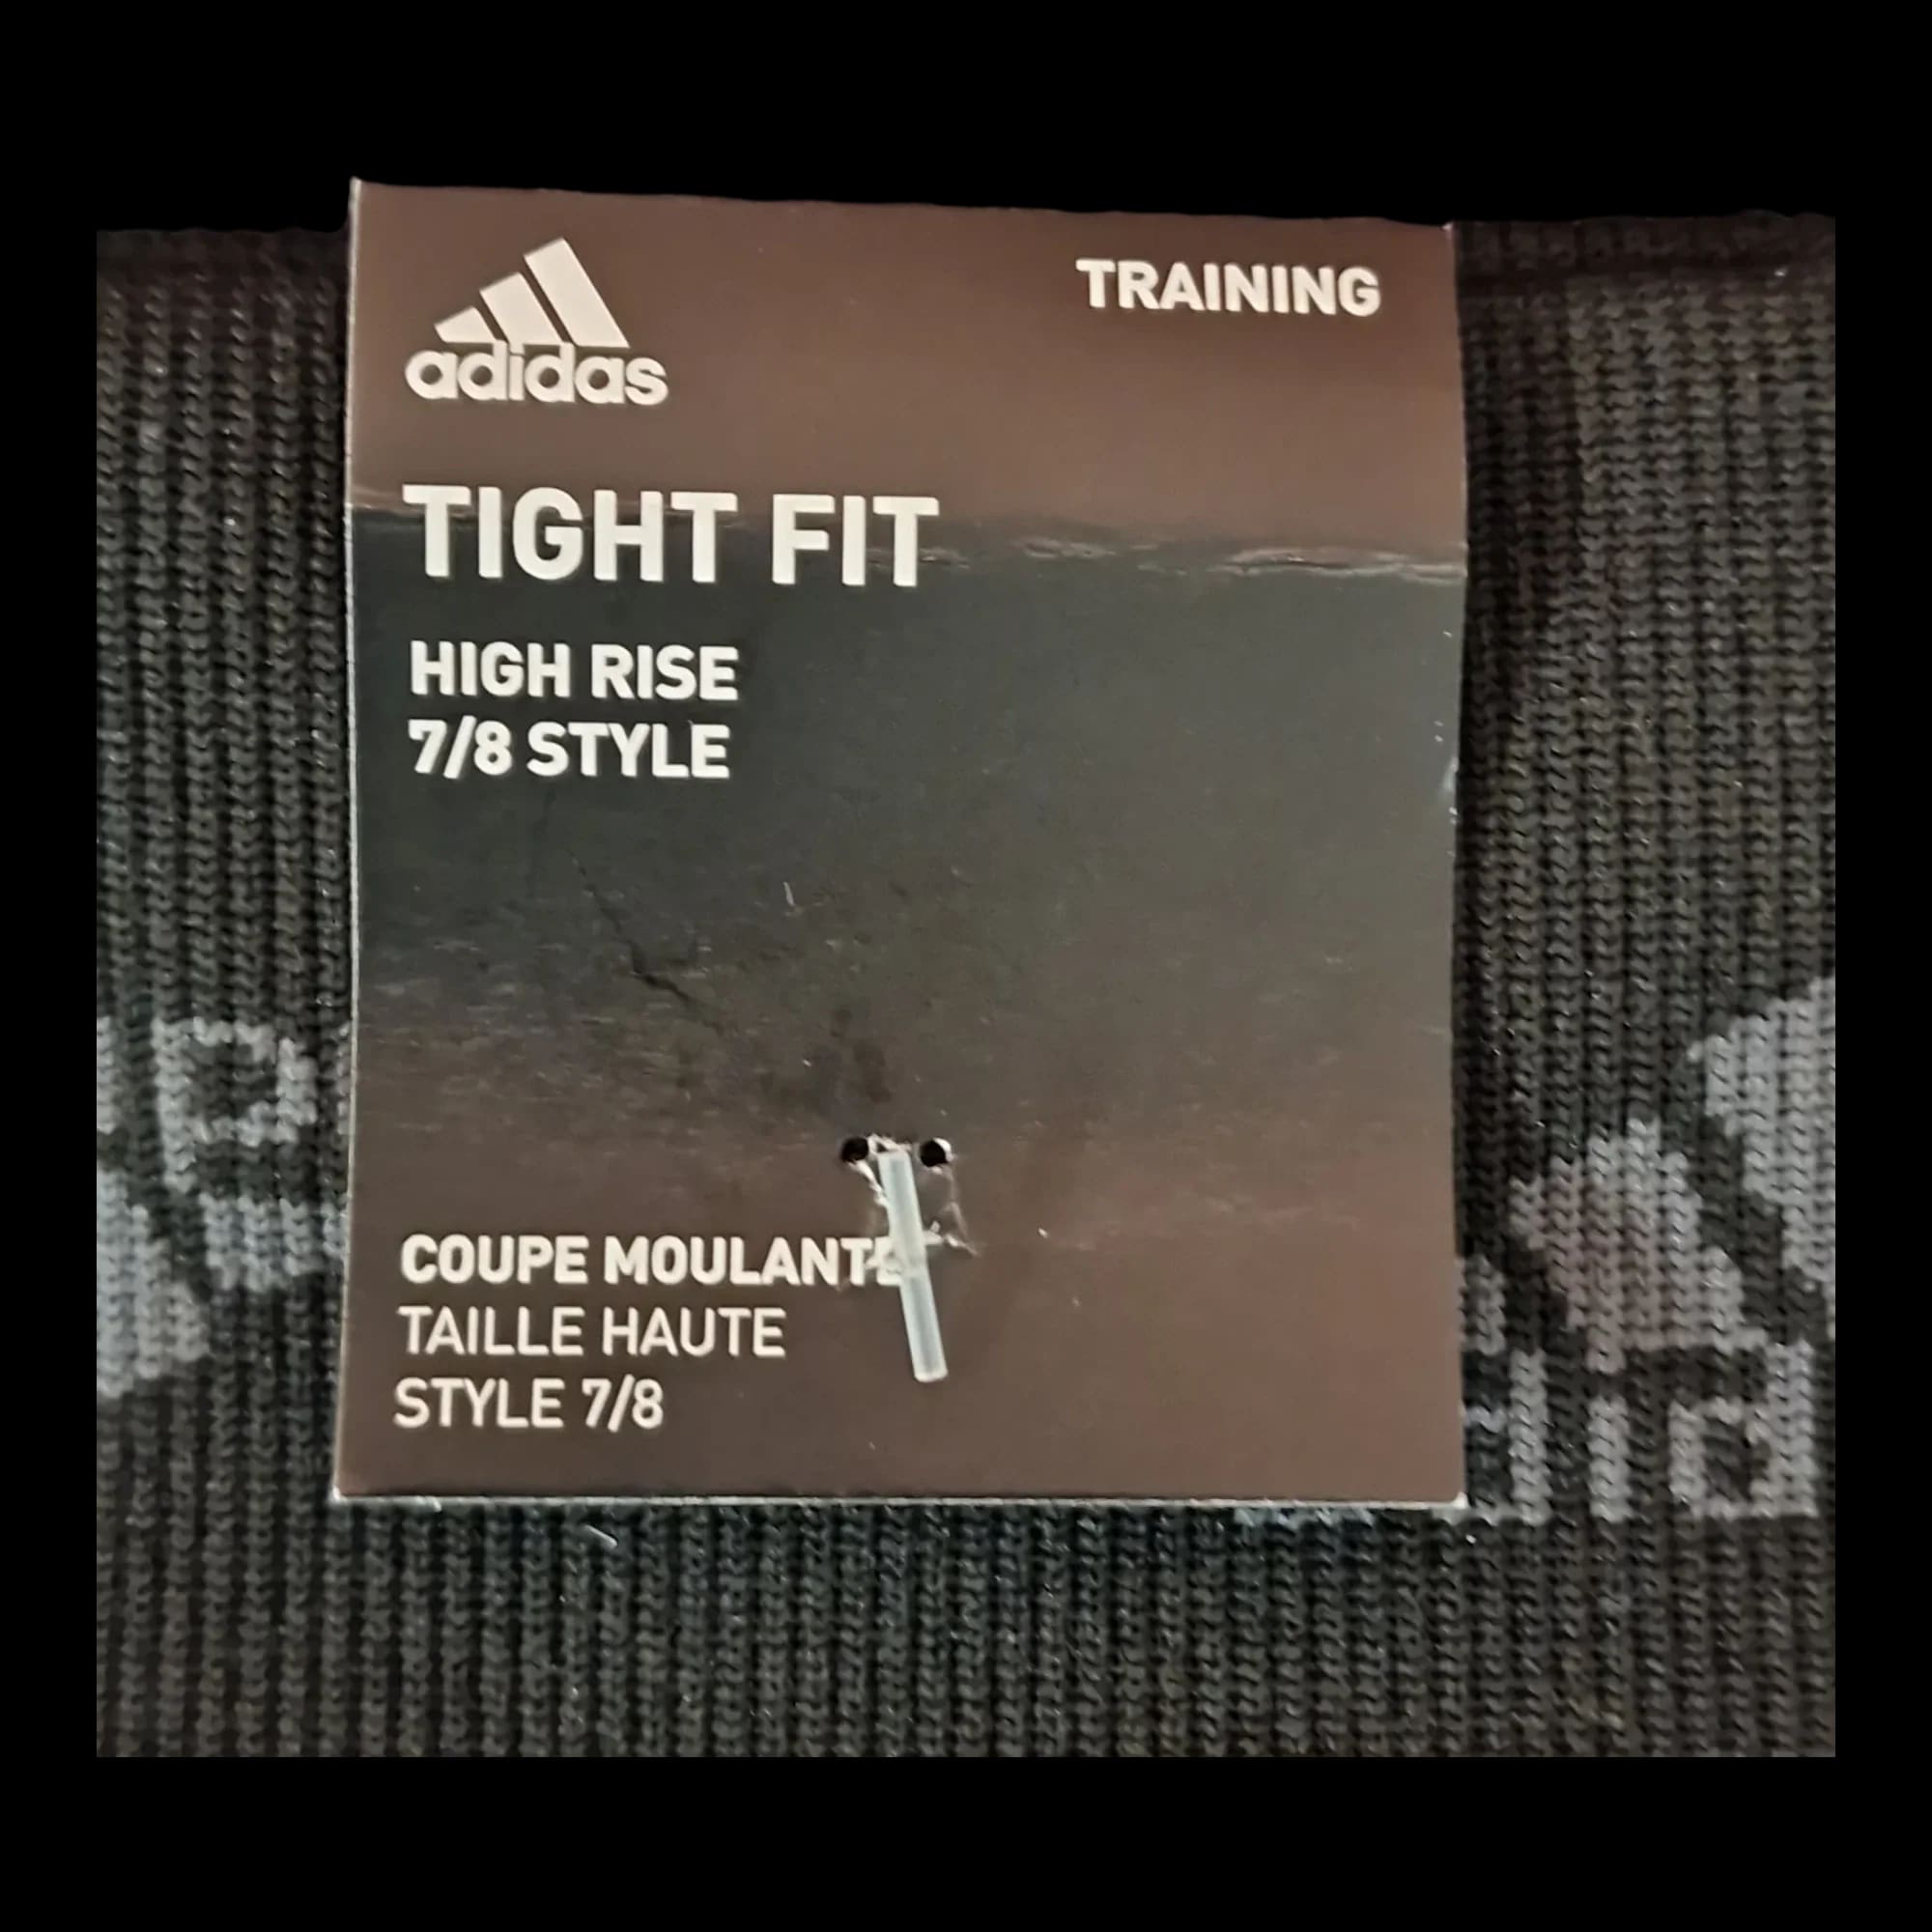 adidas
TRAINING
TIGHT FIT
HIGH RISE
7/8 STYLE
COUPE MOULANTE
TAILLE HAUTE
STYLE 7/8